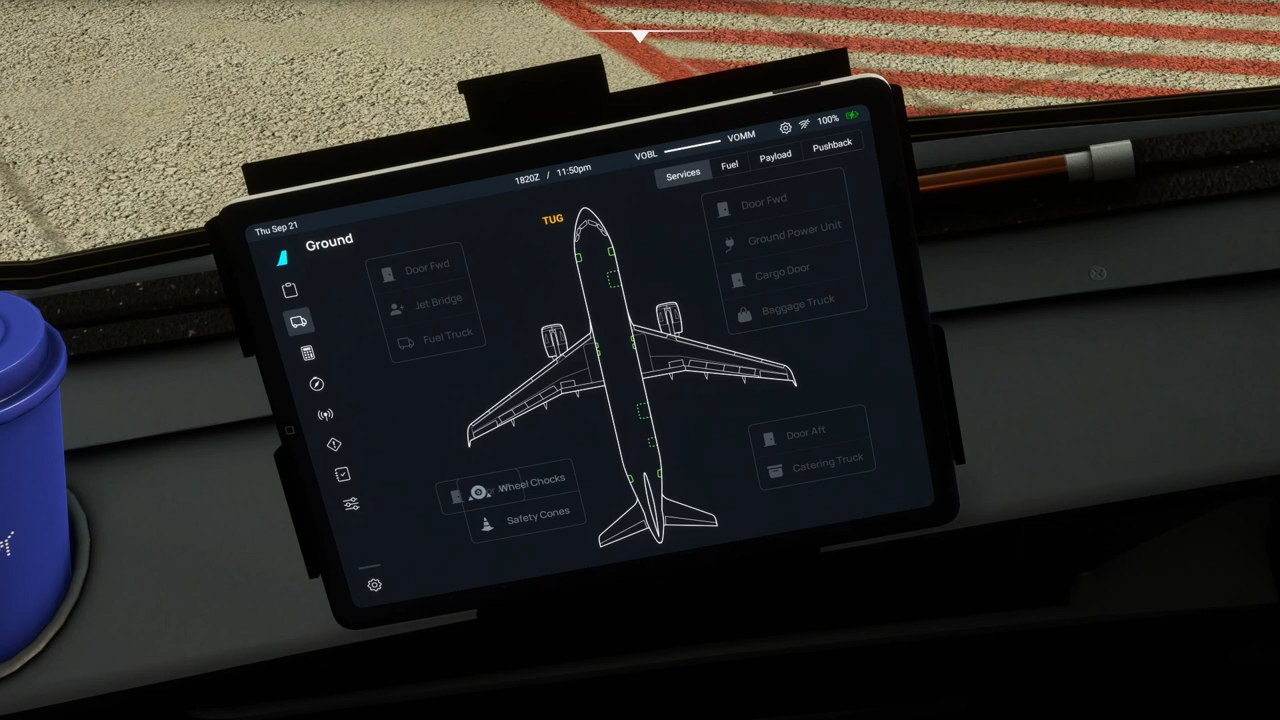 Thu Sep 21
1820Z / 11:50pm
VOBL
VOMM
100%
Ground
Services
Fuel
Payload
Pushback
TUG
Door Fwd
Jet Bridge
Fuel Truck
Door Fwd
Ground Power Unit
Cargo Door
Baggage Truck
Wheel Chocks
Safety Cones
Door Aft
Catering Truck